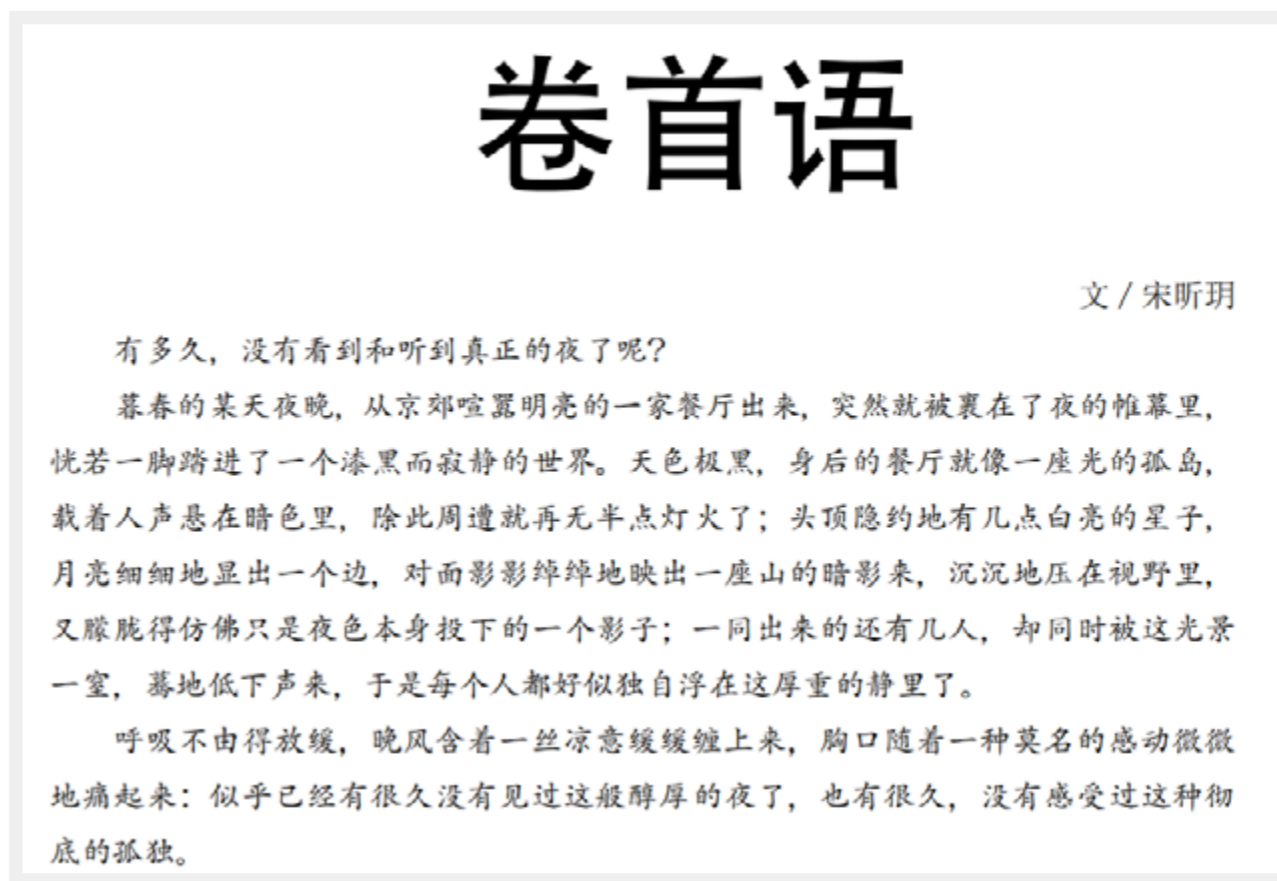 卷首语
文 / 宋昕玥
有多久，没有看到和听到真正的夜了呢？
暮春的某天夜晚，从京郊喧嚣明亮的一家餐厅出来，突然就被裹在了夜的帷幕里，
恍若一脚踏进了一个漆黑而寂静的世界。天色极黑，身后的餐厅就像一座光的孤岛，
载着人声悬在暗色里，除此周遭就再无半点灯火了；头顶隐约地有几点白亮的星子，
月亮细细地显出一个边，对面影影绰绰地映出一座山的暗影来，沉沉地压在视野里，
又朦胧得仿佛只是夜色本身投下的一个影子；一同出来的还有几人，却同时被这光景
一窒，蓦地低下声来，于是每个人都好似独自浮在这厚重的静里了。
呼吸不由得放缓，晚风含着一丝凉意缓缓缠上来，胸口随着一种莫名的感动微微
地痛起来：似乎已经有很久没有见过这般醇厚的夜了，也有很久，没有感受过这种彻
底的孤独。